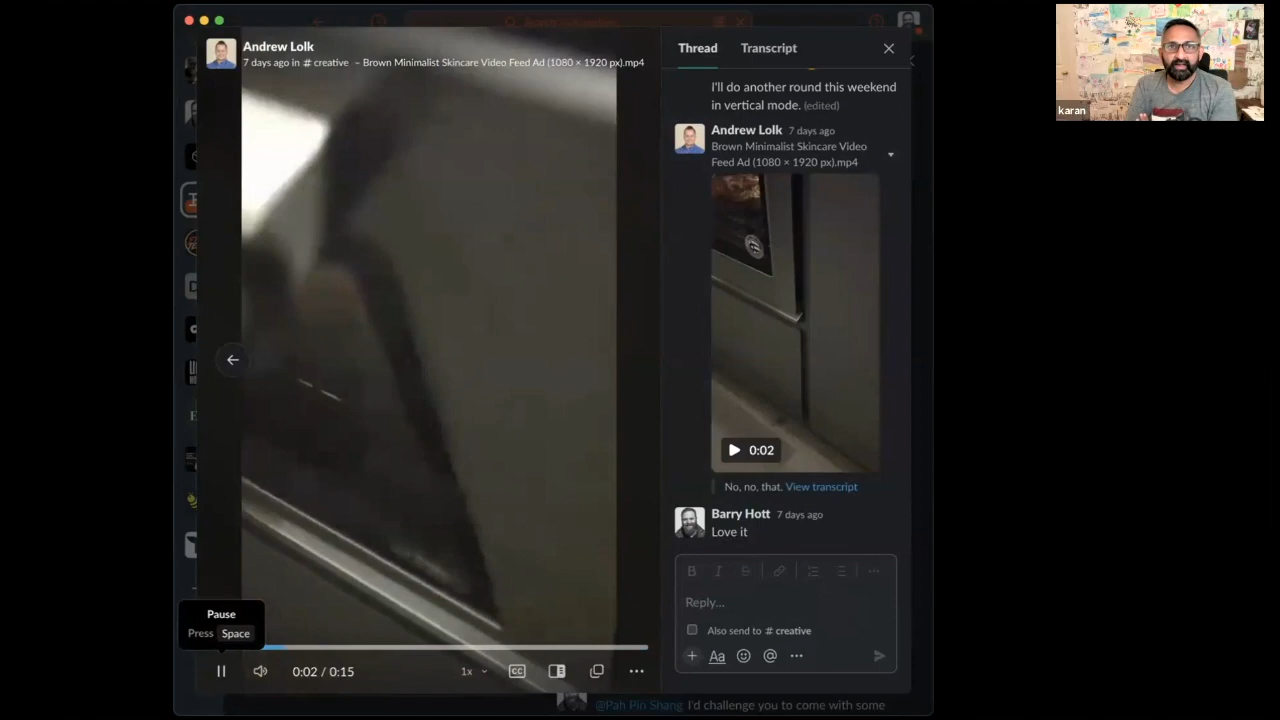 Andrew Lolk
7 days ago in # creative – Brown Minimalist Skincare Video Feed Ad (1080 × 1920 px).mp4
Pause
Press Space
0:02 / 0:15
1x
CC
Thread Transcript
I'll do another round this weekend
in vertical mode. (edited)
Andrew Lolk 7 days ago
Brown Minimalist Skincare Video
Feed Ad (1080 × 1920 px).mp4
0:02
No, no, that. View transcript
Barry Hott 7 days ago
Love it
B I S
Reply...
Also send to # creative
Aa
@Pah Pin Shang I'd challenge you to come with some
karan